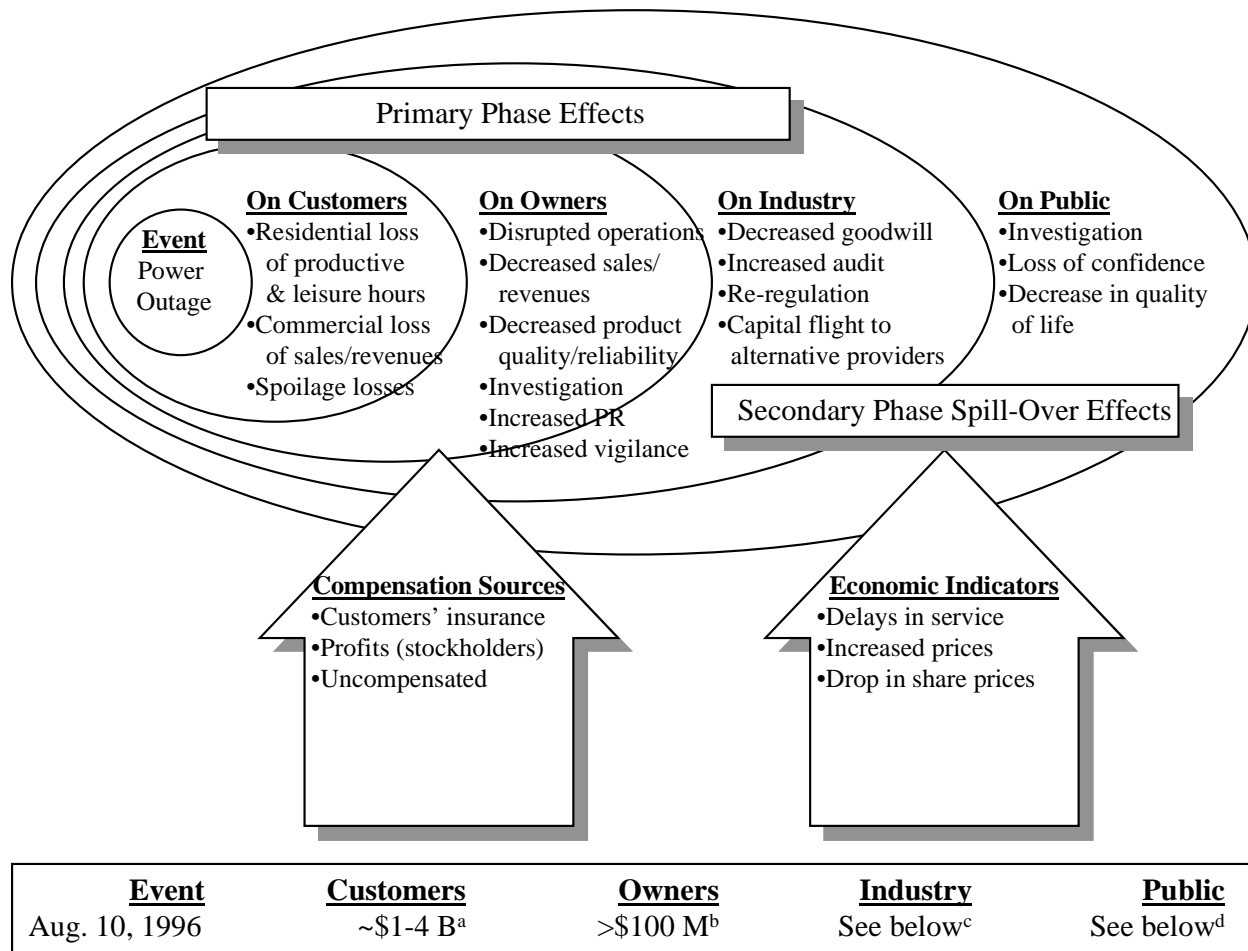 Primary Phase Effects
Event
Power
Outage
On Customers
•Residential loss
of productive
& leisure hours
•Commercial loss
of sales/revenues
•Spoilage losses
On Owners
•Disrupted operations
•Decreased sales/
revenues
•Decreased product
quality/reliability
•Investigation
•Increased PR
•Increased vigilance
On Industry
•Decreased goodwill
•Increased audit
•Re-regulation
•Capital flight to
alternative providers
On Public
•Investigation
•Loss of confidence
•Decrease in quality
of life
Secondary Phase Spill-Over Effects
Compensation Sources
•Customers’ insurance
•Profits (stockholders)
•Uncompensated
Economic Indicators
•Delays in service
•Increased prices
•Drop in share prices
Event Customers Owners Industry Public
Aug. 10, 1996 ~$1-4 Bᵃ >$100 Mᵇ See belowᶜ See belowᵈ